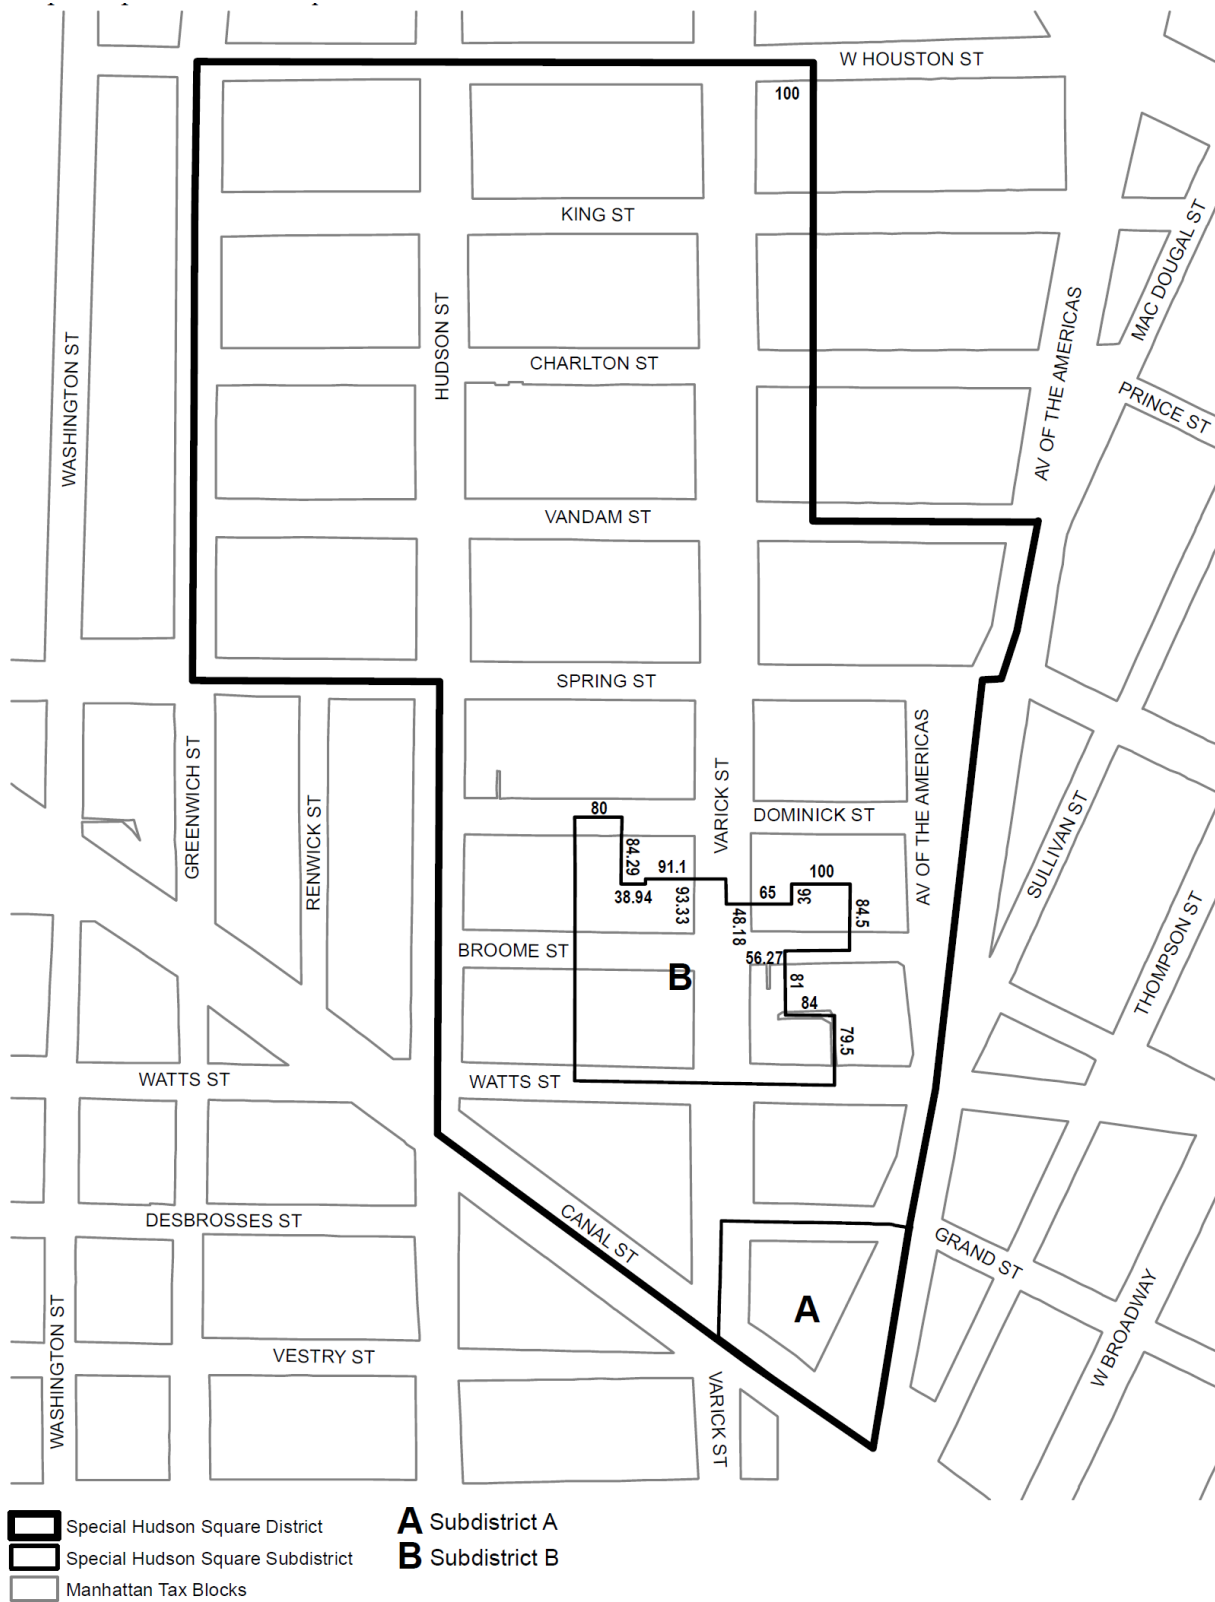 W HOUSTON ST
100
KING ST
MAC DOUGAL ST
HUDSON ST
AV OF THE AMERICAS
WASHINGTON ST
CHARLTON ST
PRINCE ST
VANDAM ST
SPRING ST
GREENWICH ST
RENWICK ST
VARICK ST
AV OF THE AMERICAS
SULLIVAN ST
80
DOMINICK ST
84.29
91.1
100
38.94
93.33
65
36
84.5
48.18
THOMPSON ST
BROOME ST
56.27
B
81
84
79.5
WATTS ST
WATTS ST
DESBROSSES ST
CANAL ST
GRAND ST
A
WASHINGTON ST
W BROADWAY
VESTRY ST
VARICK ST
Special Hudson Square District
A Subdistrict A
Special Hudson Square Subdistrict
B Subdistrict B
Manhattan Tax Blocks